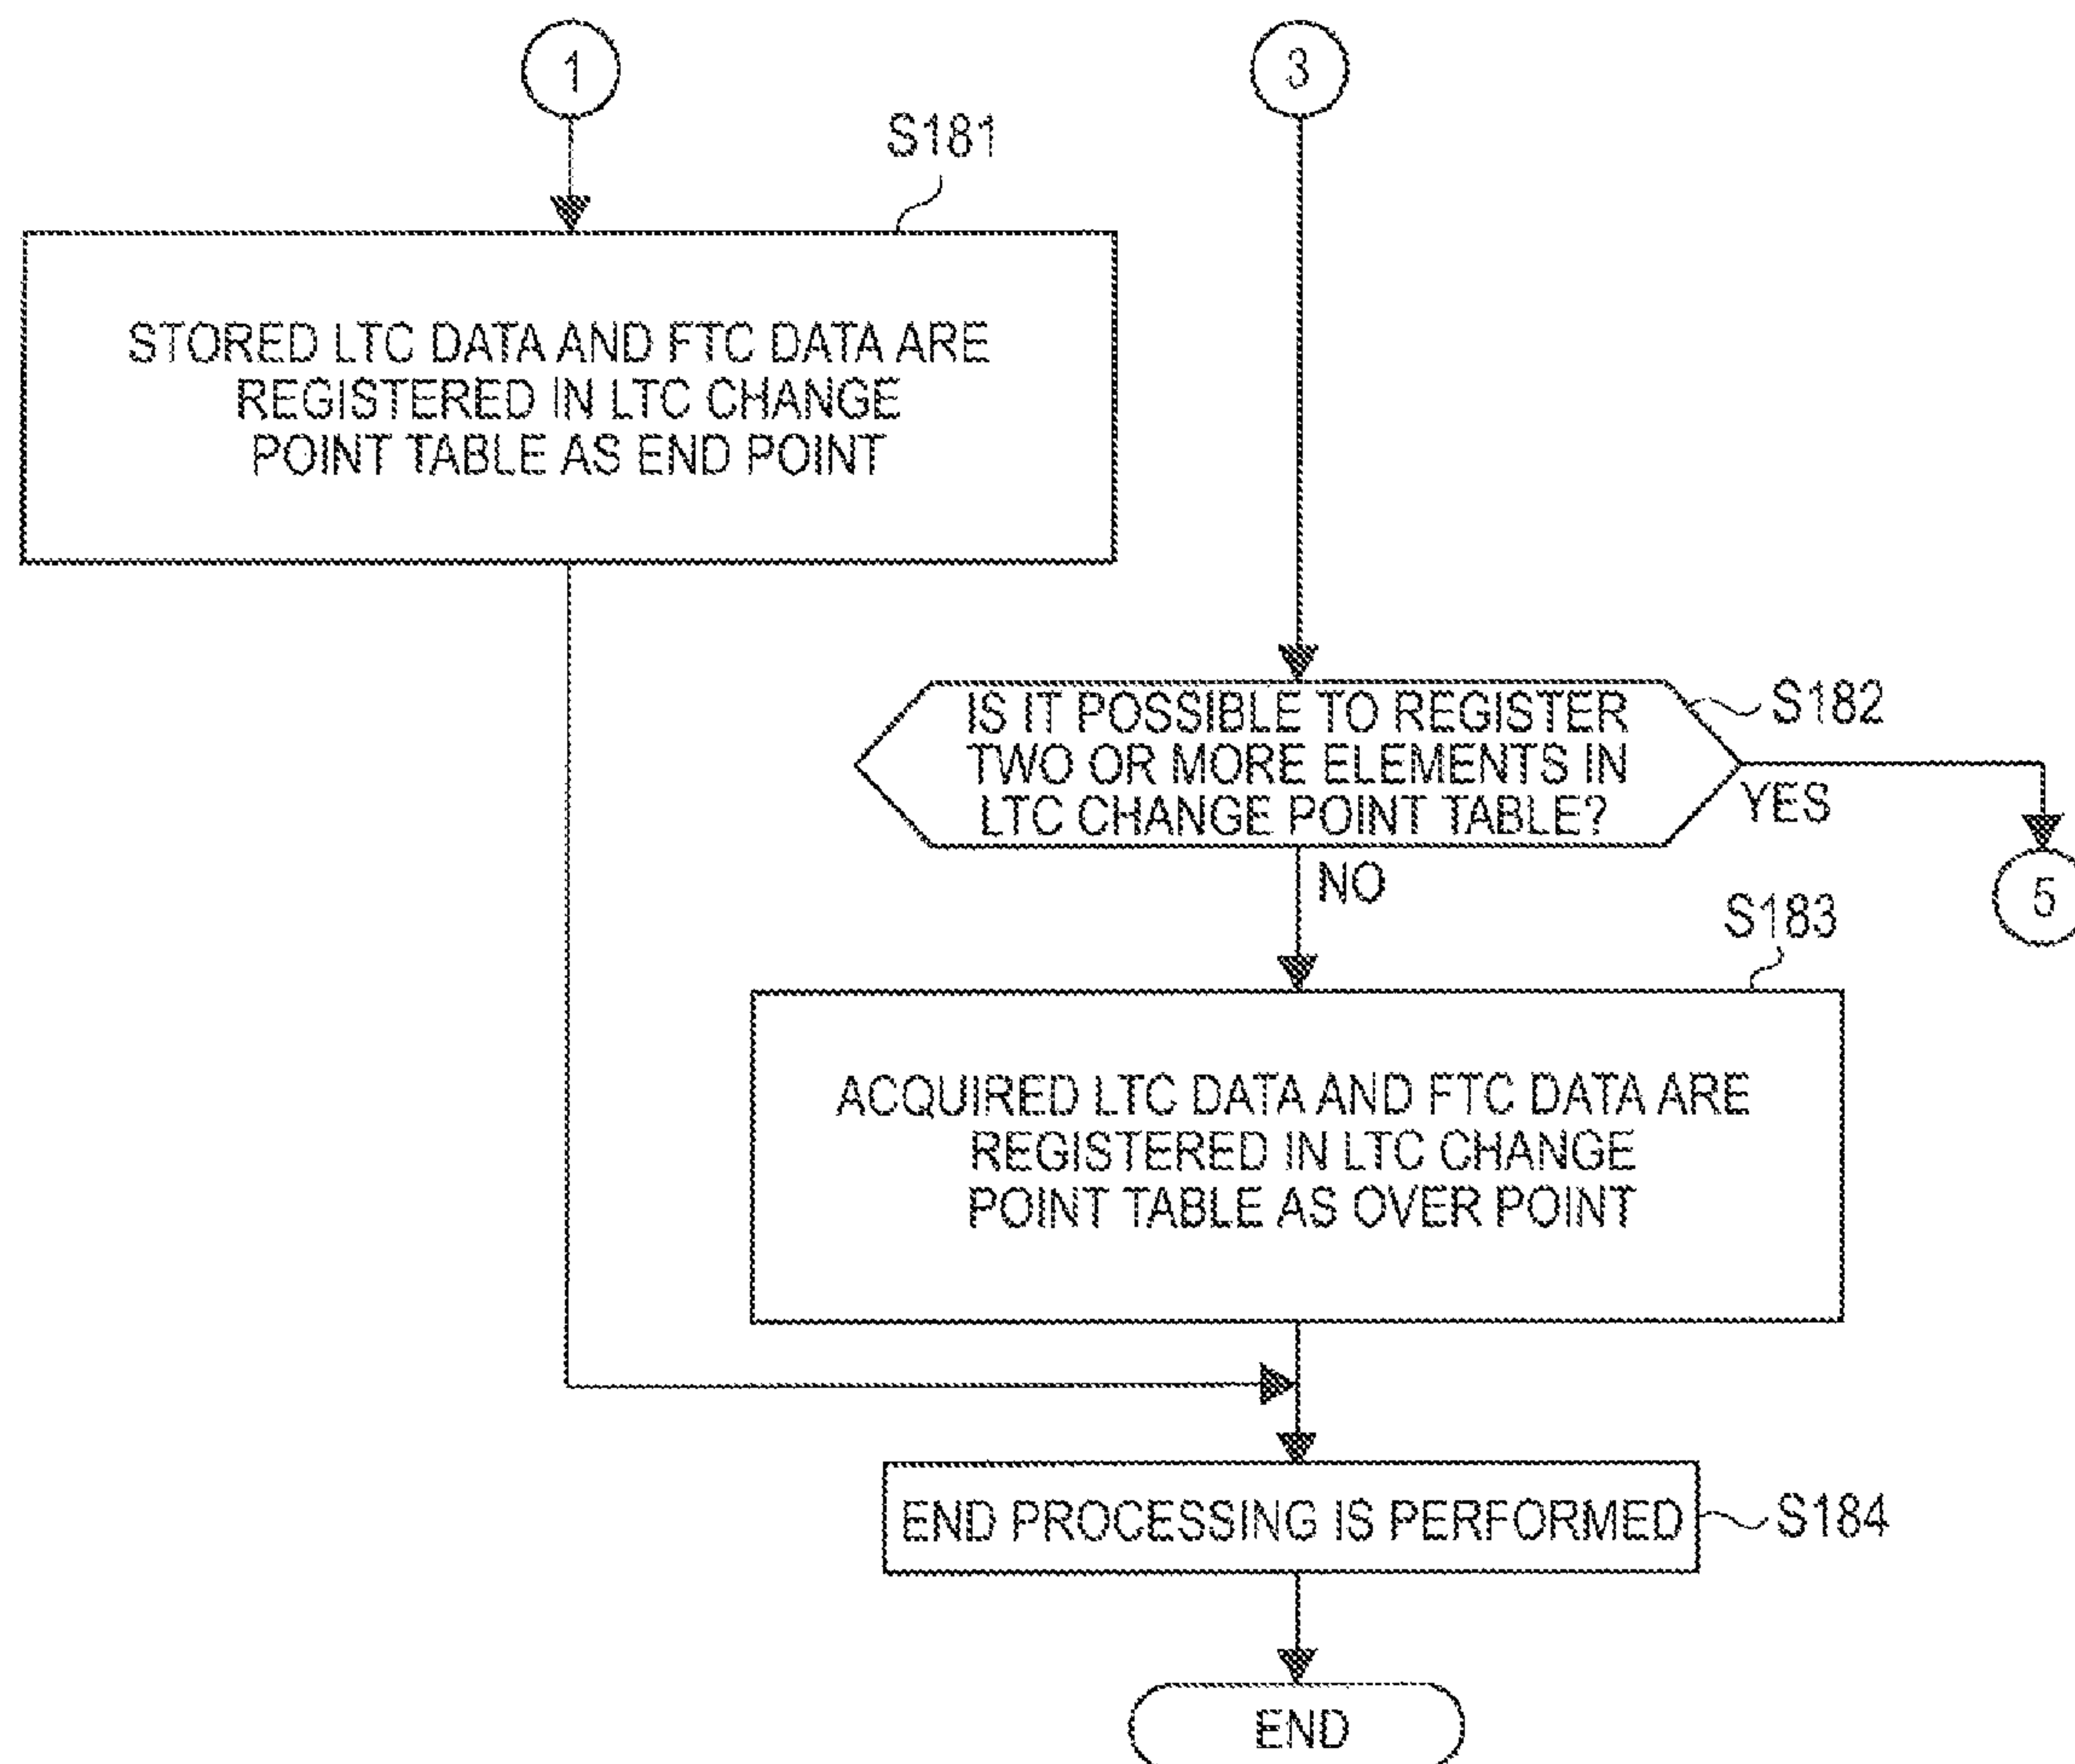 1
3
S181
STORED LTC DATA AND FTC DATA ARE
REGISTERED IN LTC CHANGE
POINT TABLE AS END POINT
IS IT POSSIBLE TO REGISTER
TWO OR MORE ELEMENTS IN
LTC CHANGE POINT TABLE?
S182
YES
NO
5
S183
ACQUIRED LTC DATA AND FTC DATA ARE
REGISTERED IN LTC CHANGE
POINT TABLE AS OVER POINT
END PROCESSING IS PERFORMED
S184
END